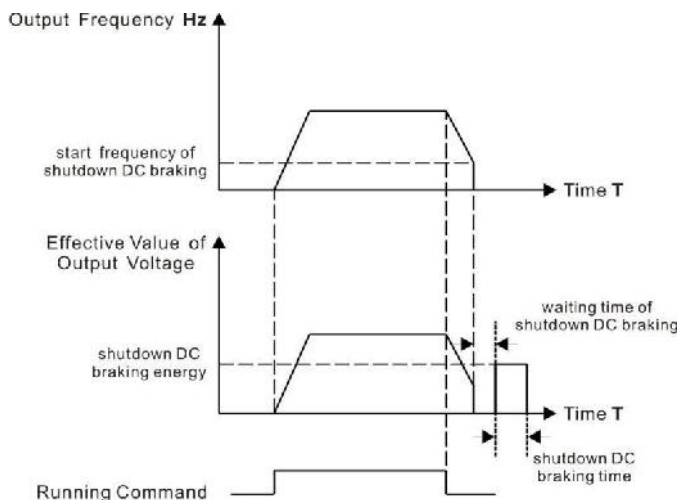 Output Frequency Hz
start frequency of
shutdown DC braking
Time T
Effective Value of
Output Voltage
waiting time of
shutdown DC braking
shutdown DC
braking energy
Time T
shutdown DC
braking time
Running Command